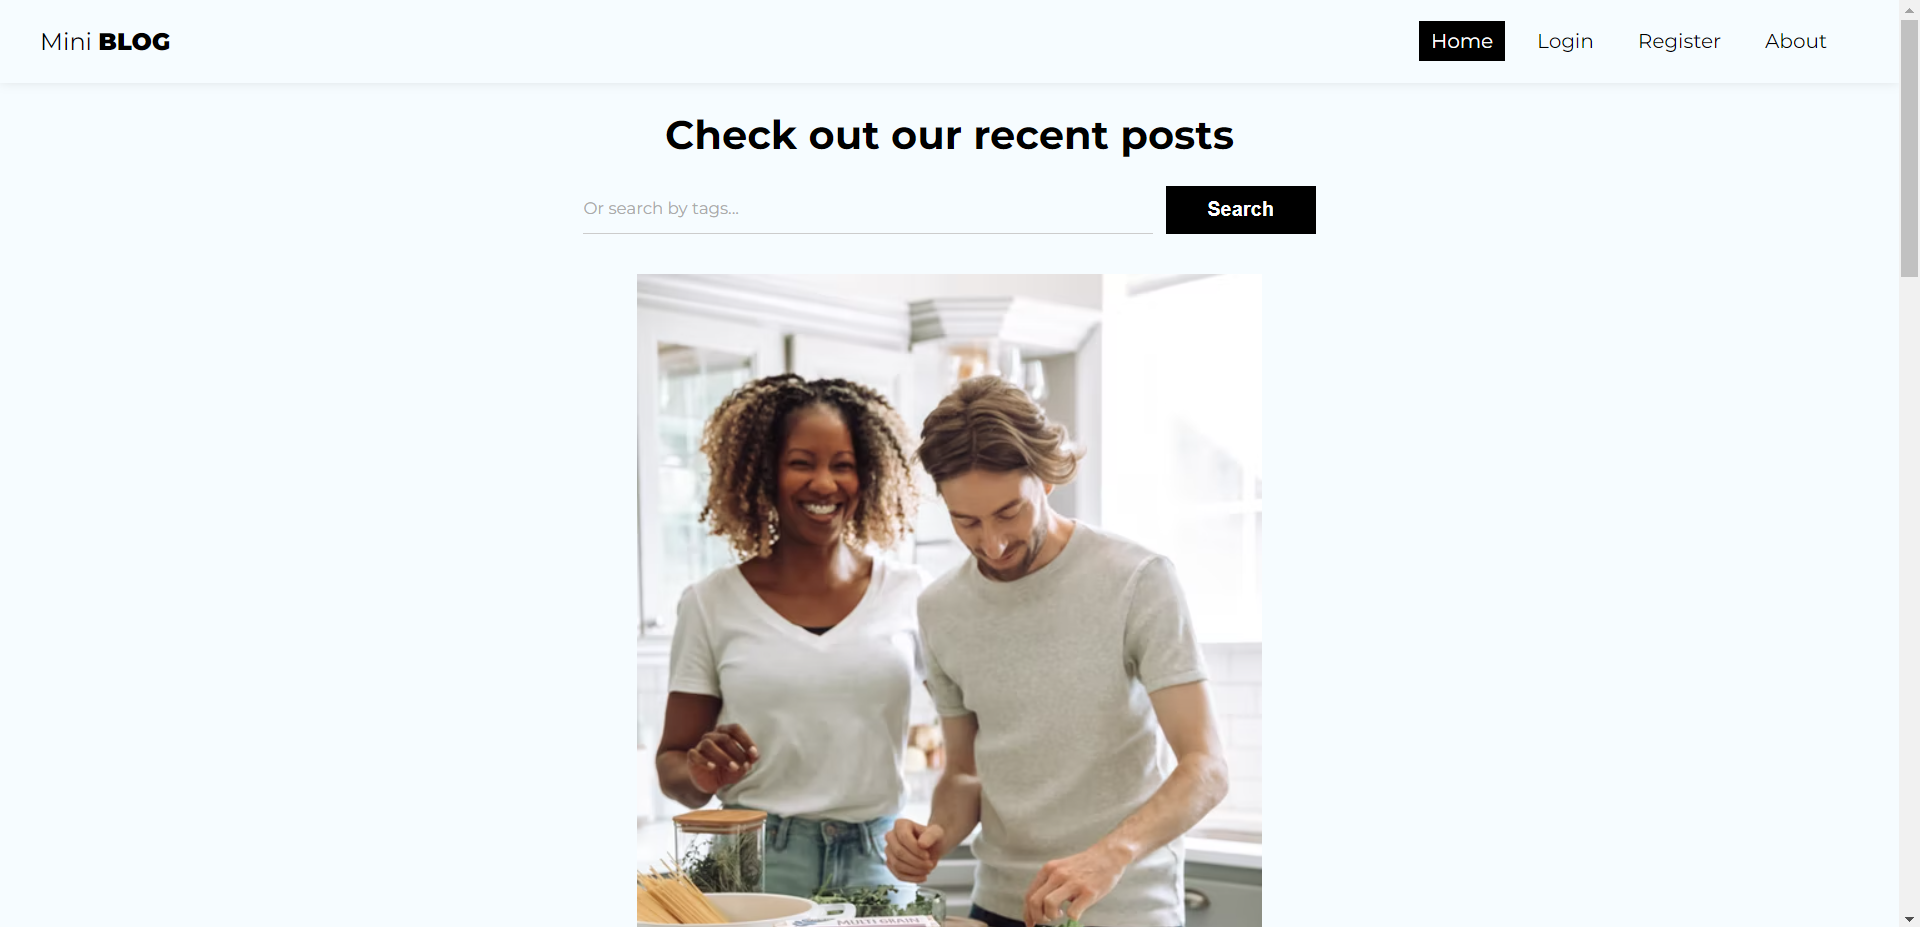 Mini BLOG
Home
Login
Register
About
Check out our recent posts
Or search by tags...
Search
MULTI GRAIN